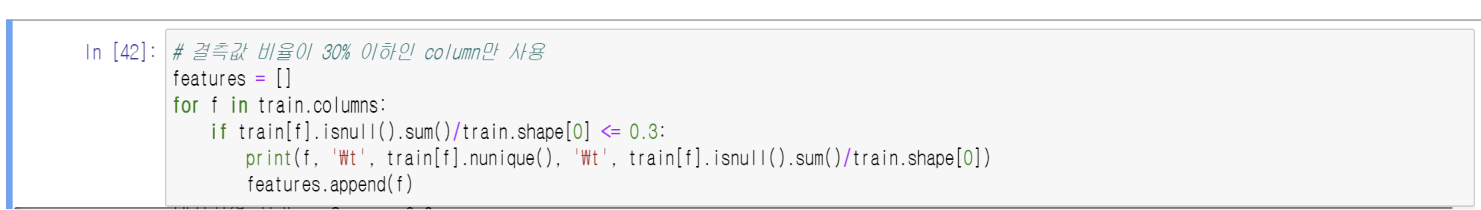 In [42]: # 결측값 비율이 30% 이하인 column만 사용
features = []
for f in train.columns:
    if train[f].isnull().sum()/train.shape[0] <= 0.3:
        print(f, '₩t', train[f].nunique(), '₩t', train[f].isnull().sum()/train.shape[0])
        features.append(f)